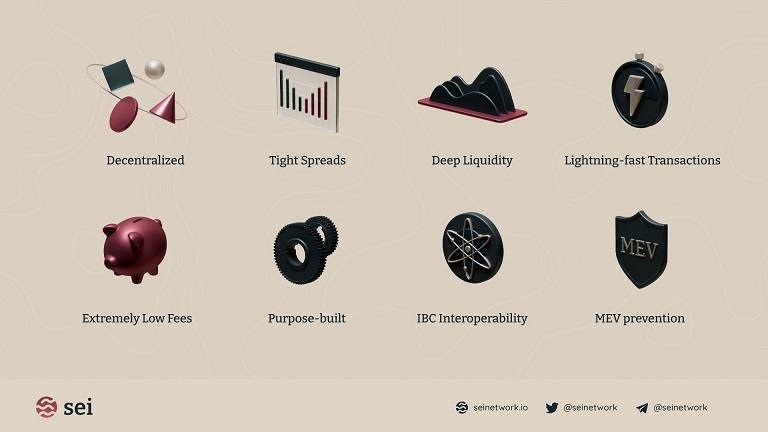 Decentralized
Tight Spreads
Deep Liquidity
Lightning-fast Transactions
MEV
Extremely Low Fees
Purpose-built
IBC Interoperability
MEV prevention
sei
seinetwork.io
@seinetwork
@seinetwork